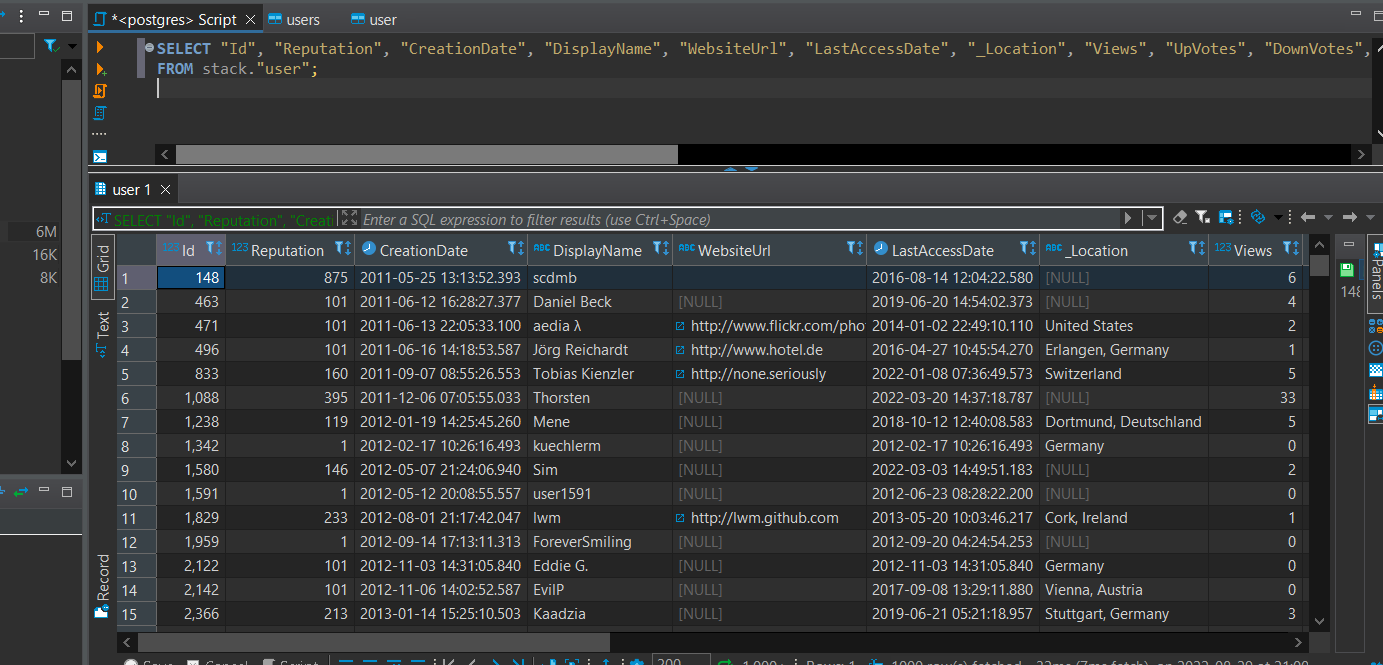 *<postgres> Script
users
user
SELECT "Id", "Reputation", "CreationDate", "DisplayName", "WebsiteUrl", "LastAccessDate", "_Location", "Views", "UpVotes", "DownVotes",
FROM stack."user";
user 1
SELECT "Id", "Reputation", "Creati
Enter a SQL expression to filter results (use Ctrl+Space)
6M
16K
8K
Grid
Text
Record
Panels
148
123 Id 123 Reputation CreationDate ABC DisplayName ABC WebsiteUrl LastAccessDate ABC _Location 123 Views
1 148 875 2011-05-25 13:13:52.393 scdmb 2016-08-14 12:04:22.580 [NULL] 6
2 463 101 2011-06-12 16:28:27.377 Daniel Beck [NULL] 2019-06-20 14:54:02.373 [NULL] 4
3 471 101 2011-06-13 22:05:33.100 aedia λ http://www.flickr.com/pho 2014-01-02 22:49:10.110 United States 2
4 496 101 2011-06-16 14:18:53.587 Jörg Reichardt http://www.hotel.de 2016-04-27 10:45:54.270 Erlangen, Germany 1
5 833 160 2011-09-07 08:55:26.553 Tobias Kienzler http://none.seriously 2022-01-08 07:36:49.573 Switzerland 5
6 1,088 395 2011-12-06 07:05:55.033 Thorsten [NULL] 2022-03-20 14:37:18.787 [NULL] 33
7 1,238 119 2012-01-19 14:25:45.260 Mene [NULL] 2018-10-12 12:40:08.583 Dortmund, Deutschland 5
8 1,342 1 2012-02-17 10:26:16.493 kuechlerm [NULL] 2012-02-17 10:26:16.493 Germany 0
9 1,580 146 2012-05-07 21:24:06.940 Sim [NULL] 2022-03-03 14:49:51.183 [NULL] 2
10 1,591 1 2012-05-12 20:08:55.557 user1591 [NULL] 2012-06-23 08:28:22.200 [NULL] 0
11 1,829 233 2012-08-01 21:17:42.047 lwm http://lwm.github.com 2013-05-20 10:03:46.217 Cork, Ireland 1
12 1,959 1 2012-09-14 17:13:11.313 ForeverSmiling [NULL] 2012-09-20 04:24:54.253 [NULL] 0
13 2,122 101 2012-11-03 14:31:05.840 Eddie G. [NULL] 2012-11-03 14:31:05.840 Germany 0
14 2,142 101 2012-11-06 14:02:52.587 EvilP [NULL] 2017-09-08 13:29:11.880 Vienna, Austria 0
15 2,366 213 2013-01-14 15:25:10.503 Kaadzia [NULL] 2019-06-21 05:21:18.957 Stuttgart, Germany 3